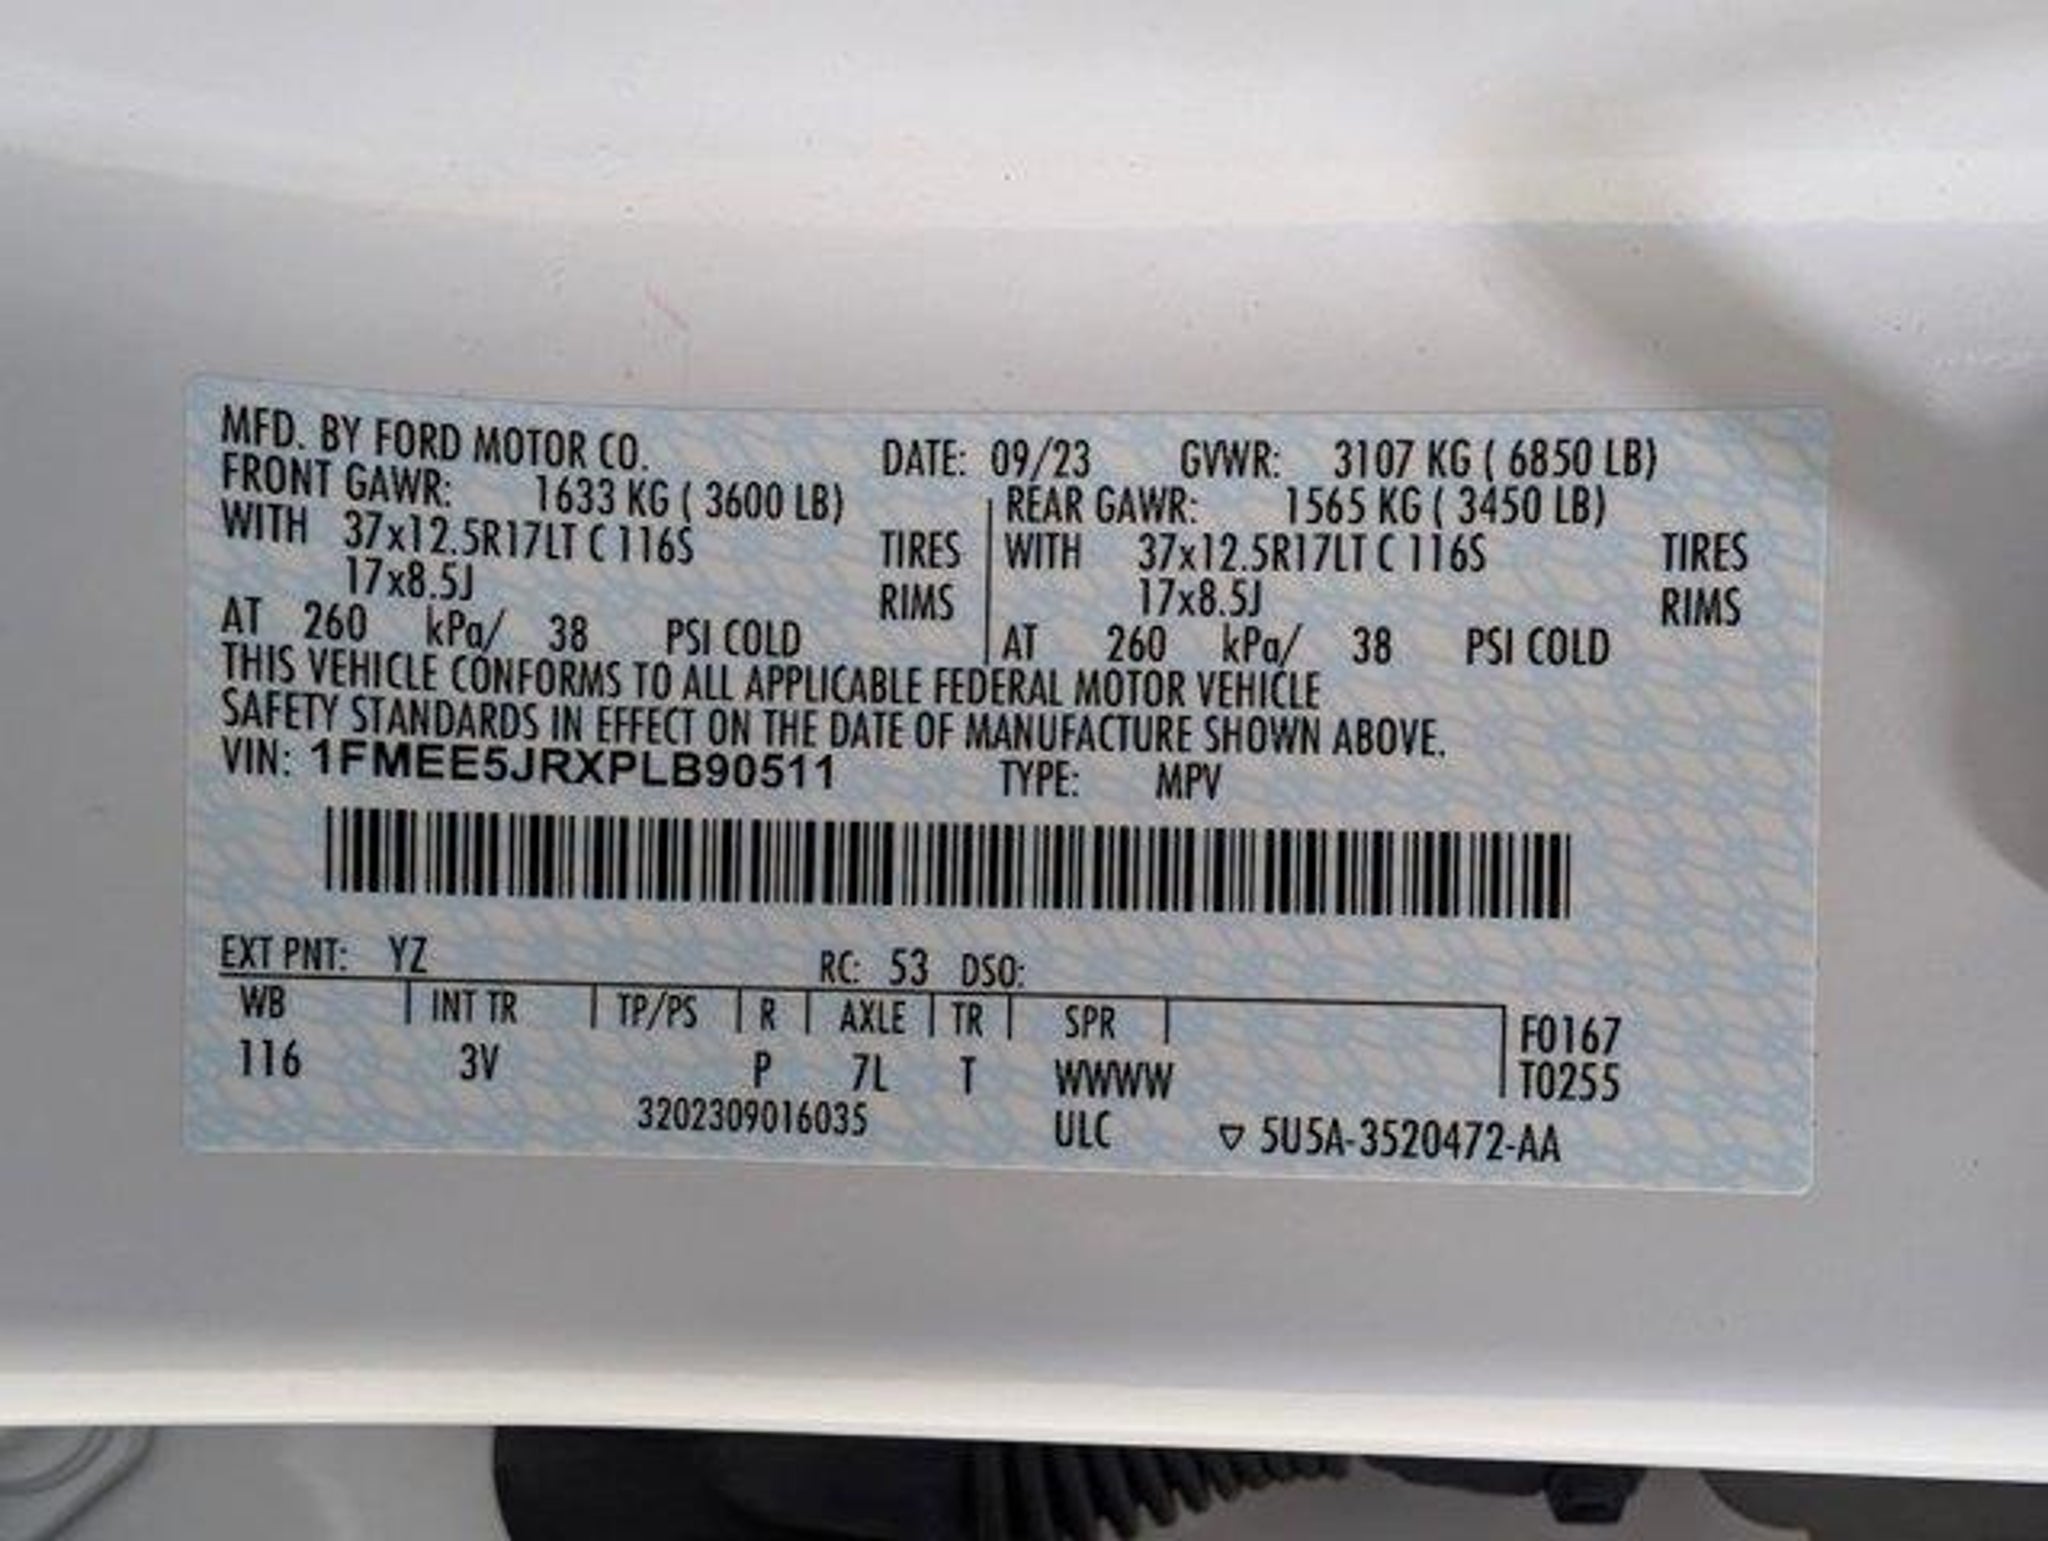 MFD. BY FORD MOTOR CO. DATE: 09/23 GVWR: 3107 KG ( 6850 LB)
FRONT GAWR: 1633 KG ( 3600 LB) REAR GAWR: 1565 KG ( 3450 LB)
WITH 37x12.5R17LT C 116S TIRES WITH 37x12.5R17LT C 116S TIRES
17x8.5J RIMS 17x8.5J RIMS
AT 260 kPa/ 38 PSI COLD AT 260 kPa/ 38 PSI COLD
THIS VEHICLE CONFORMS TO ALL APPLICABLE FEDERAL MOTOR VEHICLE
SAFETY STANDARDS IN EFFECT ON THE DATE OF MANUFACTURE SHOWN ABOVE.
VIN: 1FMEE5JRXPLB90511 TYPE: MPV
EXT PNT: YZ RC: 53 DSO:
WB INT TR TP/PS R AXLE TR SPR F0167
116 3V P 7L T WWWW T0255
3202309016035 ULC ▽ 5U5A-3520472-AA